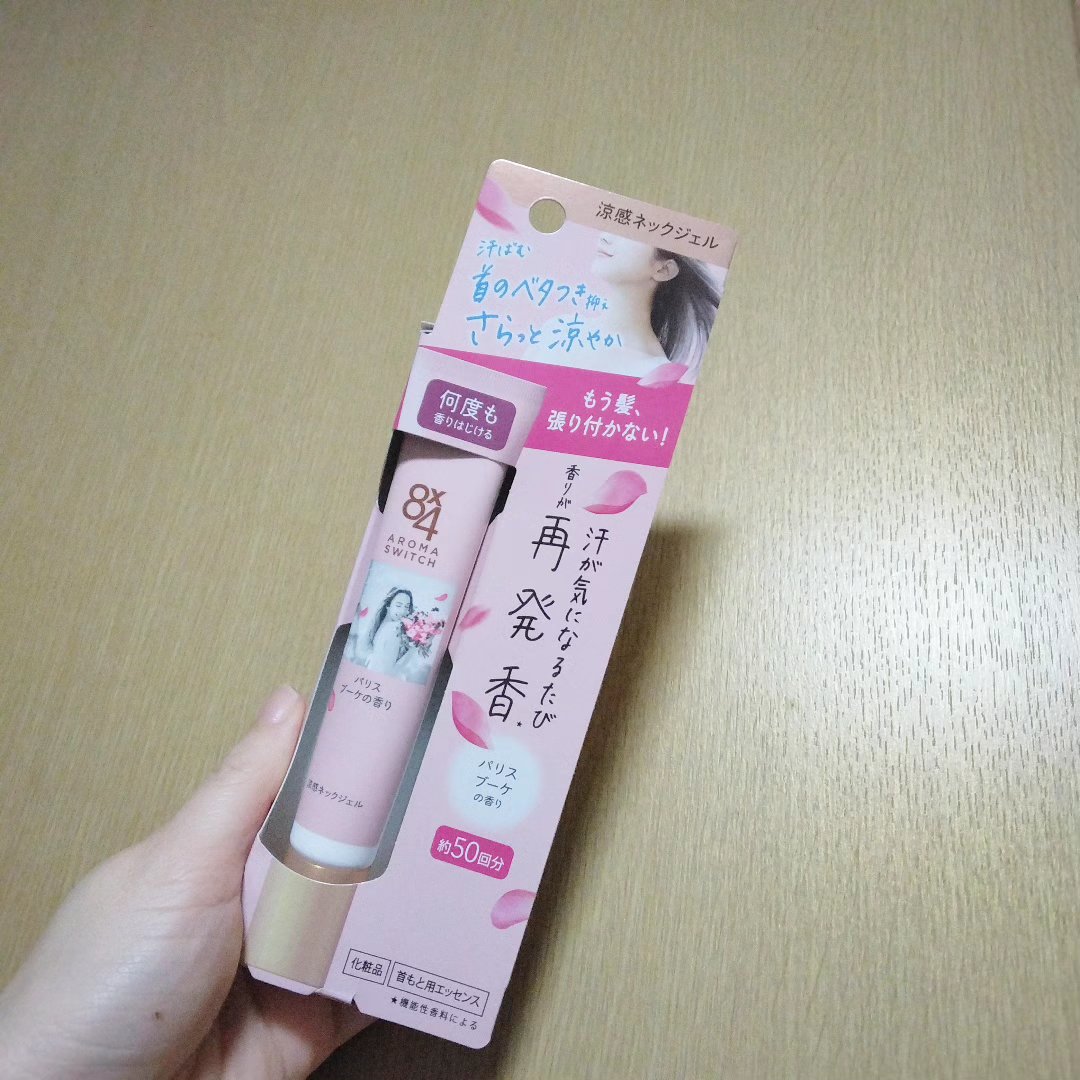 涼感ネックジェル
汗ばむ
首のベタつき抑え
さらっと涼やか
もう髪、
張り付かない!
何度も
香りはじける
8x4
AROMA
SWITCH
パリス
ブーケの香り
涼感ネックジェル
汗が気になるたび
香りが
再発香★
パリス
ブーケ
の香り
約50回分
化粧品
首もと用エッセンス
★機能性香料による